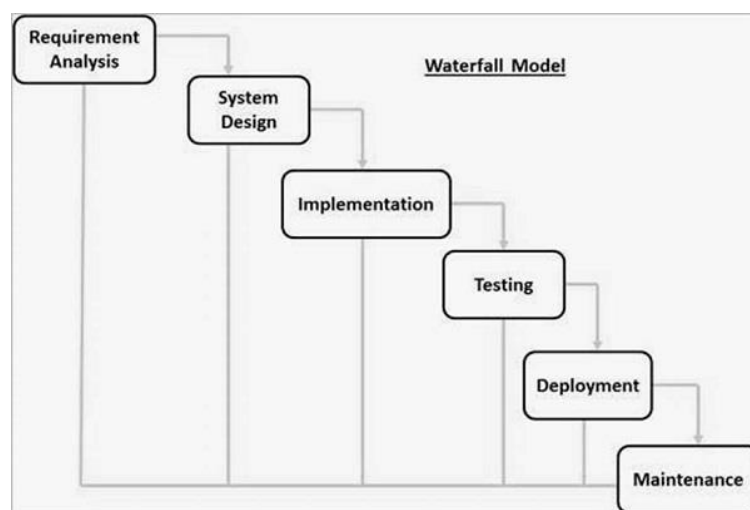 Requirement
Analysis
Waterfall Model
System
Design
Implementation
Testing
Deployment
Maintenance